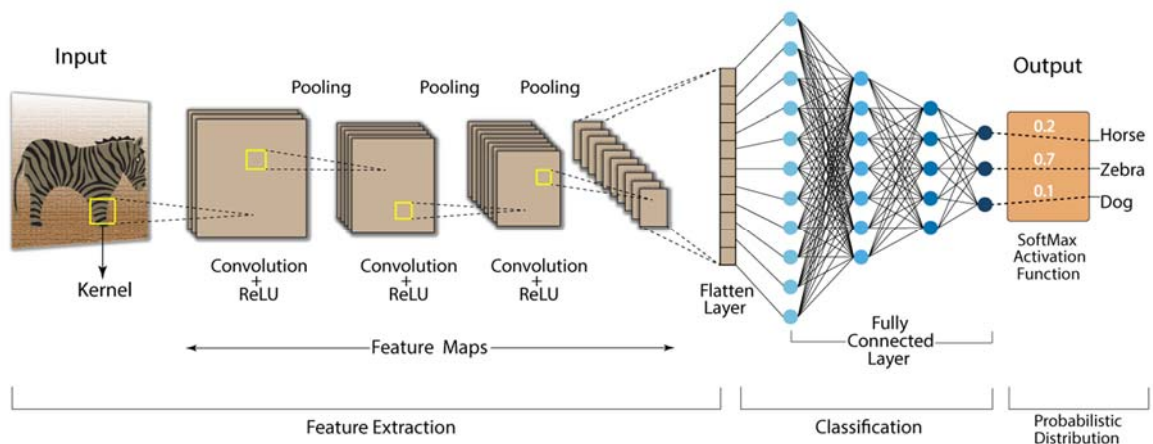 Input
Kernel
Pooling
Pooling
Pooling
Convolution
+
ReLU
Convolution
+
ReLU
Convolution
+
ReLU
Feature Maps
Flatten
Layer
Fully
Connected
Layer
Output
0.2
Horse
0.7
Zebra
0.1
Dog
SoftMax
Activation
Function
Feature Extraction
Classification
Probabilistic
Distribution